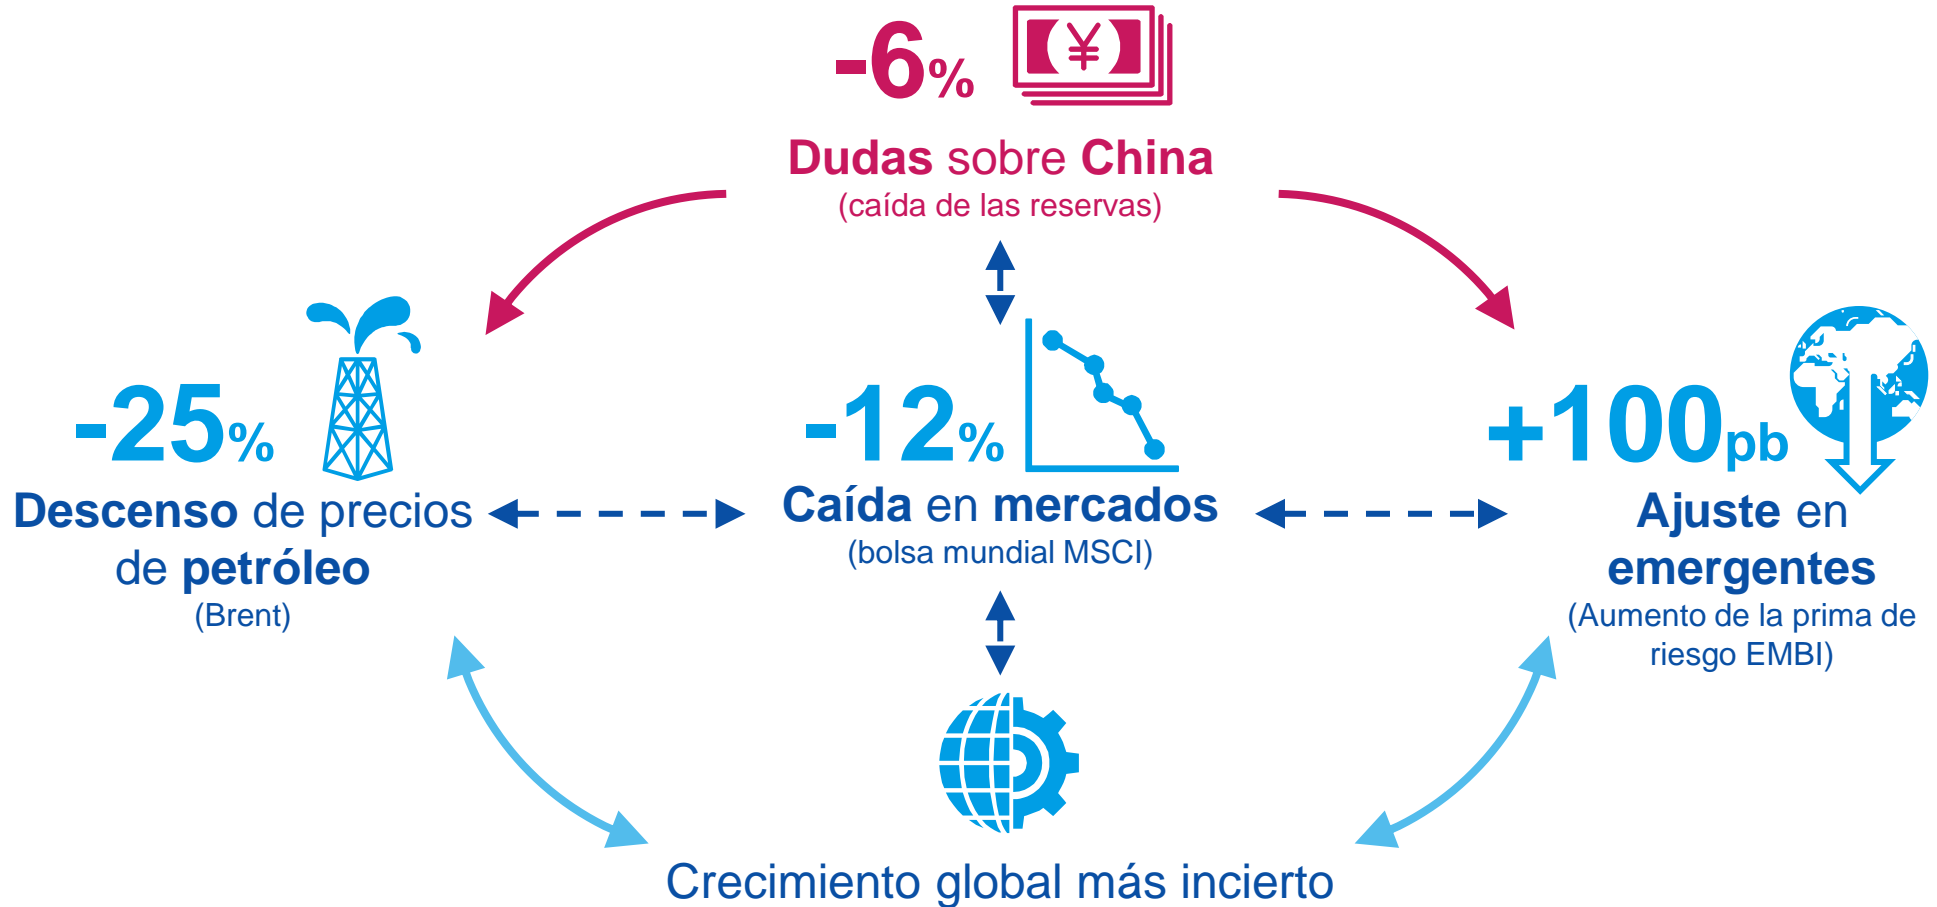 -6%
¥
Dudas sobre China
(caída de las reservas)
-25%
Descenso de precios
de petróleo
(Brent)
-12%
Caída en mercados
(bolsa mundial MSCI)
+100pb
Ajuste en
emergentes
(Aumento de la prima de
riesgo EMBI)
Crecimiento global más incierto